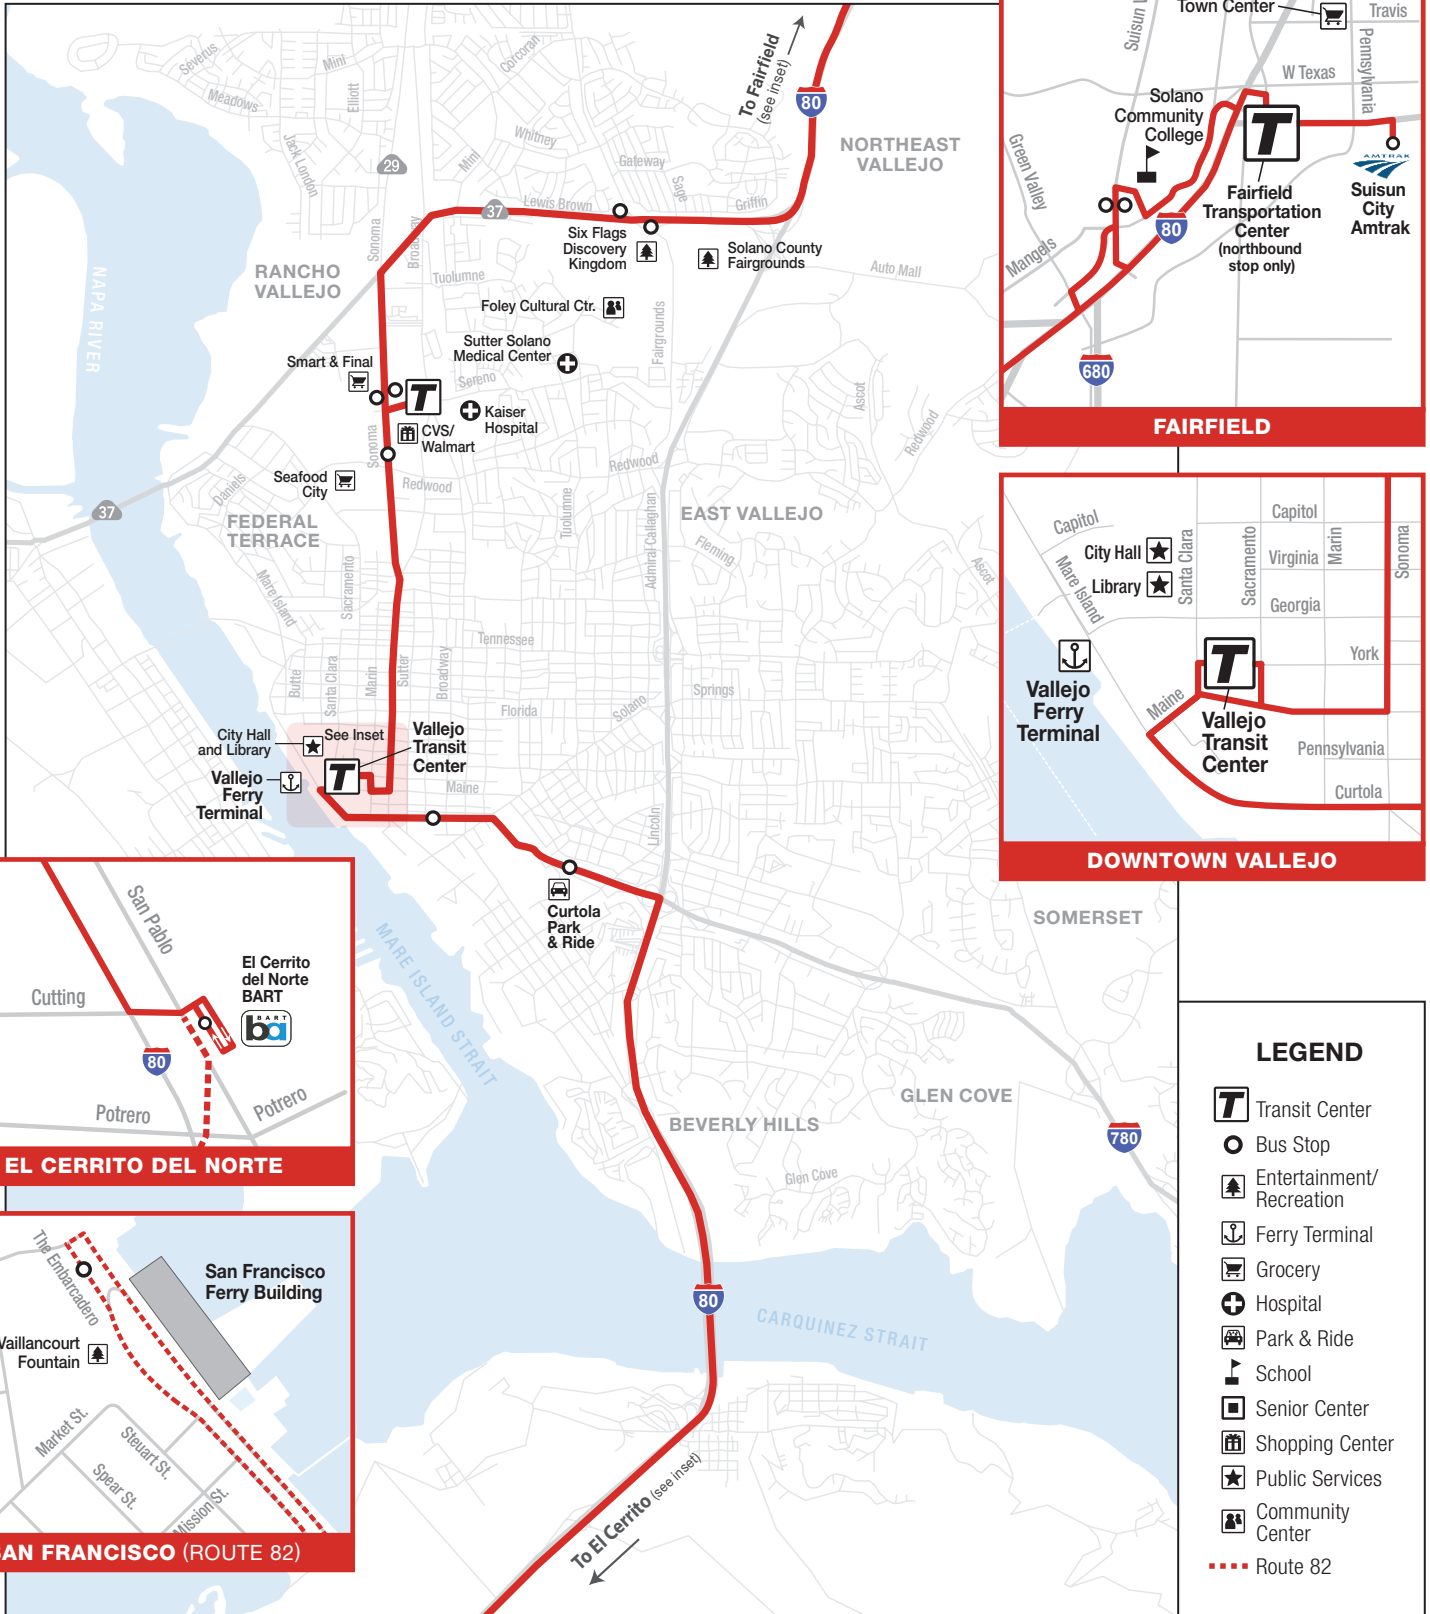 Severus
Meadows
Mini
Elliott
Corcoran
Jack London
29
Mini
Whitney
Gateway
Sage
Griffin
To Fairfield
(see inset)
80
NORTHEAST
VALLEJO
Lewis Brown
37
Sonoma
Broadway
Six Flags
Discovery
Kingdom
Solano County
Fairgrounds
Auto Mall
RANCHO
VALLEJO
Tuolumne
Foley Cultural Ctr.
NAPA RIVER
Sutter Solano
Medical Center
Fairgrounds
Smart & Final
Sereno
T
Kaiser
Hospital
CVS/
Walmart
Ascot
Redwood
Sonoma
Seafood
City
Redwood
Redwood
Daniels
37
FEDERAL
TERRACE
Tuolumne
Admiral Callaghan
EAST VALLEJO
Fleming
Ascot
Mare Island
Sacramento
Tennessee
Butte
Santa Clara
Marin
Sutter
Broadway
Springs
Florida
Solano
City Hall
and Library
See Inset
Vallejo
Transit
Center
T
Vallejo
Ferry
Terminal
Maine
Lincoln
Curtola
Park
& Ride
SOMERSET
MARE ISLAND STRAIT
GLEN COVE
BEVERLY HILLS
780
Glen Cove
80
CARQUINEZ STRAIT
To El Cerrito (see inset)
Town Center
Travis
Pennsylvania
W Texas
Solano
Community
College
T
AMTRAK
Green Valley
Fairfield
Transportation
Center
(northbound
stop only)
Suisun
City
Amtrak
80
Mangels
680
FAIRFIELD
Capitol
Capitol
City Hall
Library
Mare Island
Santa Clara
Sacramento
Virginia
Marin
Sonoma
Georgia
T
York
Vallejo
Ferry
Terminal
Maine
Vallejo
Transit
Center
Pennsylvania
Curtola
DOWNTOWN VALLEJO
San Pablo
El Cerrito
del Norte
BART
BART
ba
Cutting
80
Potrero
Potrero
EL CERRITO DEL NORTE
The Embarcadero
San Francisco
Ferry Building
Vaillancourt
Fountain
Market St.
Steuart St.
Spear St.
Mission St.
SAN FRANCISCO (ROUTE 82)
LEGEND
T Transit Center
Bus Stop
Entertainment/
Recreation
Ferry Terminal
Grocery
Hospital
Park & Ride
School
Senior Center
Shopping Center
Public Services
Community
Center
Route 82